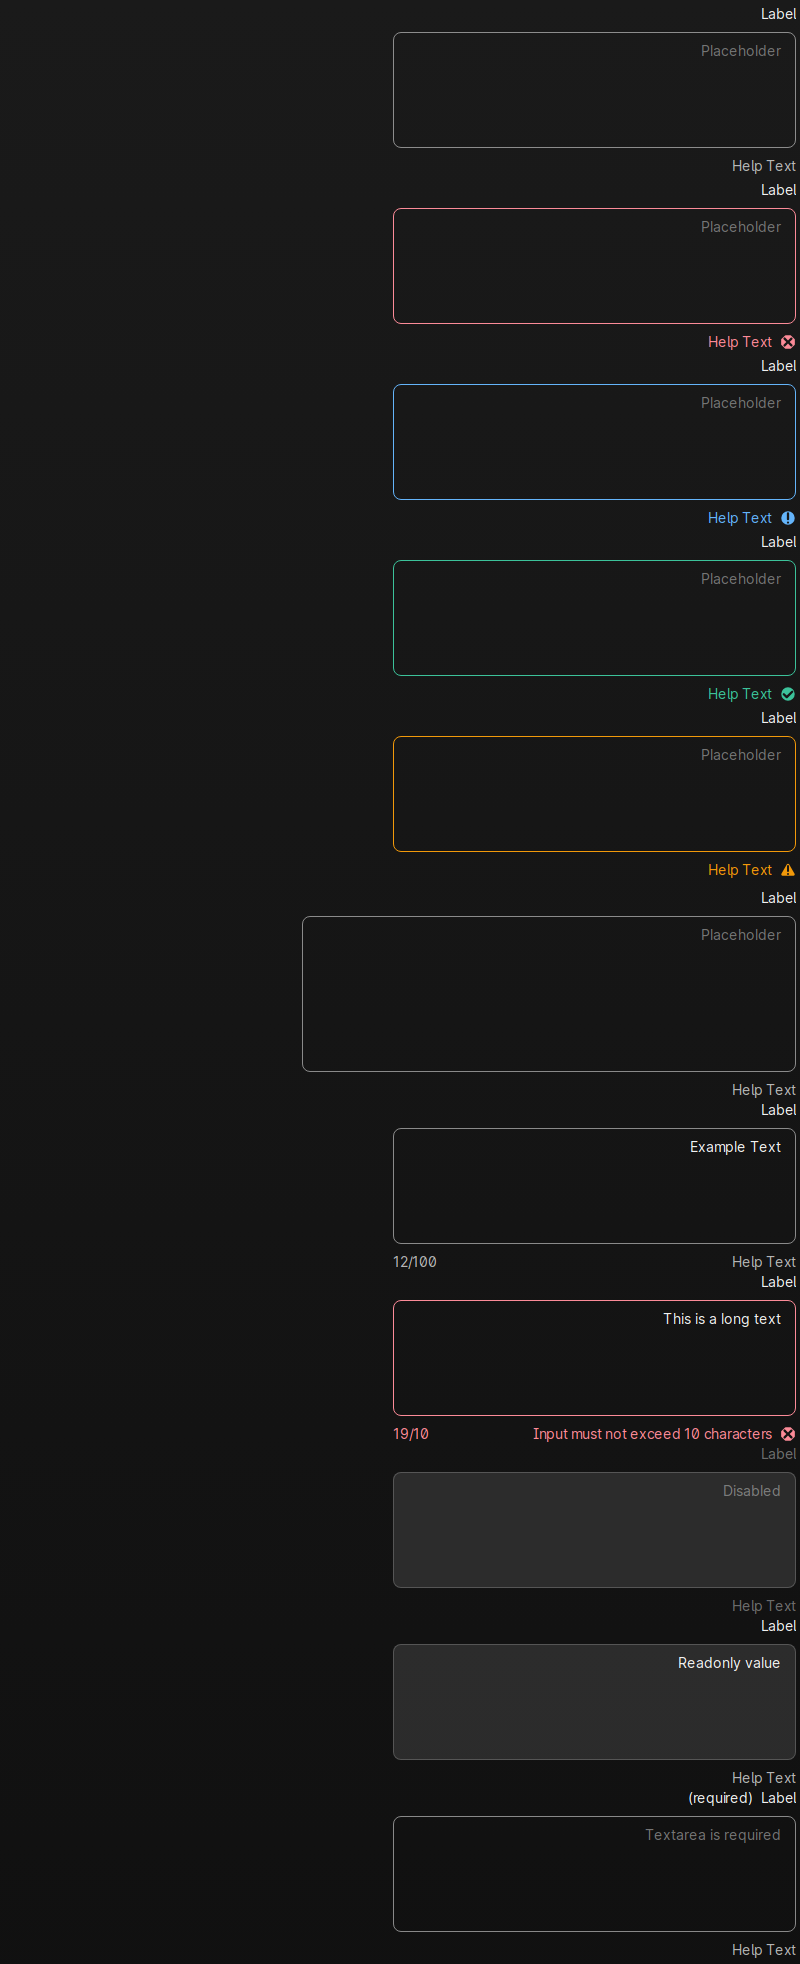 Label
Placeholder
Help Text
Label
Placeholder
Help Text
Label
Placeholder
Help Text
Label
Placeholder
Help Text
Label
Placeholder
Help Text
Label
Placeholder
Help Text
Label
Example Text
12/100 Help Text
Label
This is a long text
19/10 Input must not exceed 10 characters
Label
Disabled
Help Text
Label
Readonly value
Help Text
(required) Label
Textarea is required
Help Text